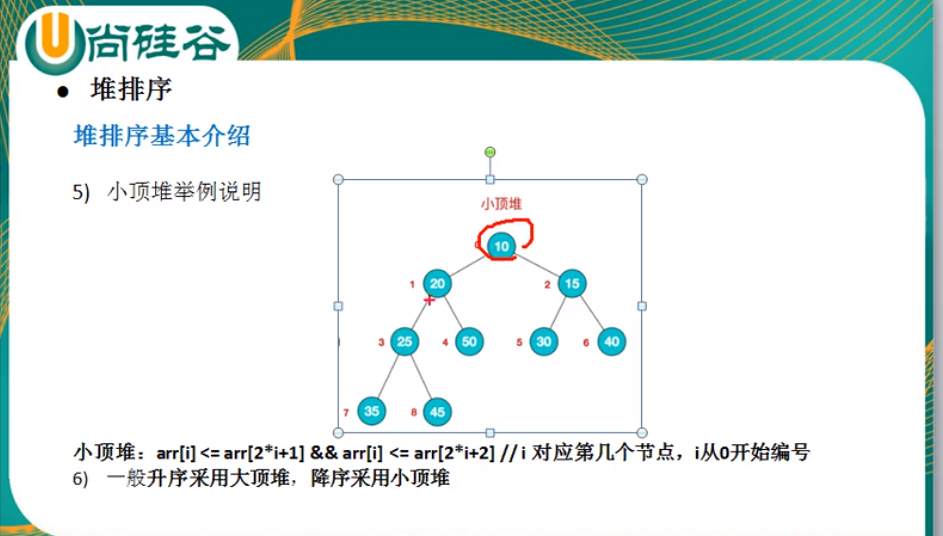 尚硅谷
● 堆排序
堆排序基本介绍
5) 小顶堆举例说明
小顶堆
0 10
1 20 2 15
3 25 4 50 5 30 6 40
7 35 8 45
小顶堆：arr[i] <= arr[2*i+1] && arr[i] <= arr[2*i+2] // i 对应第几个节点，i从0开始编号
6) 一般升序采用大顶堆，降序采用小顶堆